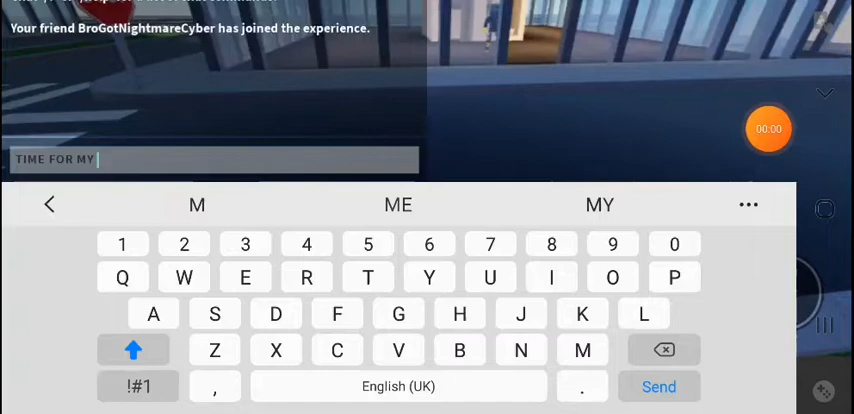 Your friend BroGotNightmareCyber has joined the experience.
00:00
TIME FOR MY
M ME MY
1 2 3 4 5 6 7 8 9 0
Q W E R T Y U I O P
A S D F G H J K L
Z X C V B N M
!#1 , English (UK) . Send